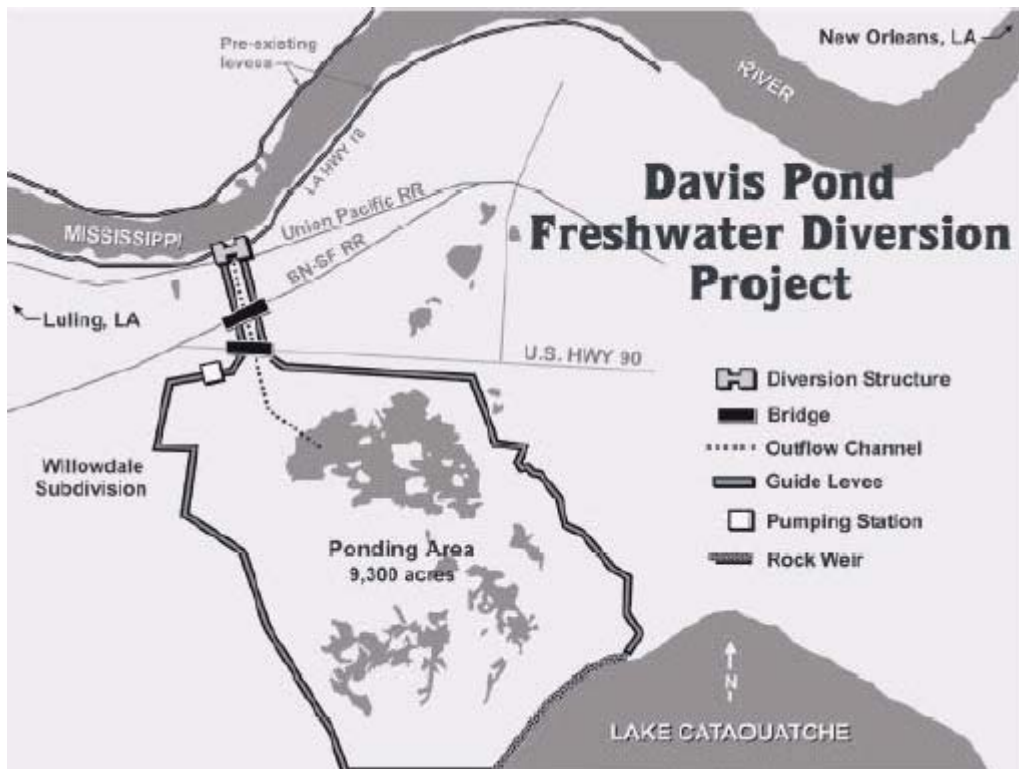 Pre-existing
levees
New Orleans, LA
RIVER
LA HWY 18
Davis Pond
Freshwater Diversion
Project
Union Pacific RR
MISSISSIPPI
BN-SF RR
Luling, LA
U.S. HWY 90
Diversion Structure
Bridge
Outflow Channel
Guide Levee
Pumping Station
Rock Weir
Willowdale
Subdivision
Ponding Area
9,300 acres
N
LAKE CATAOUATCHE